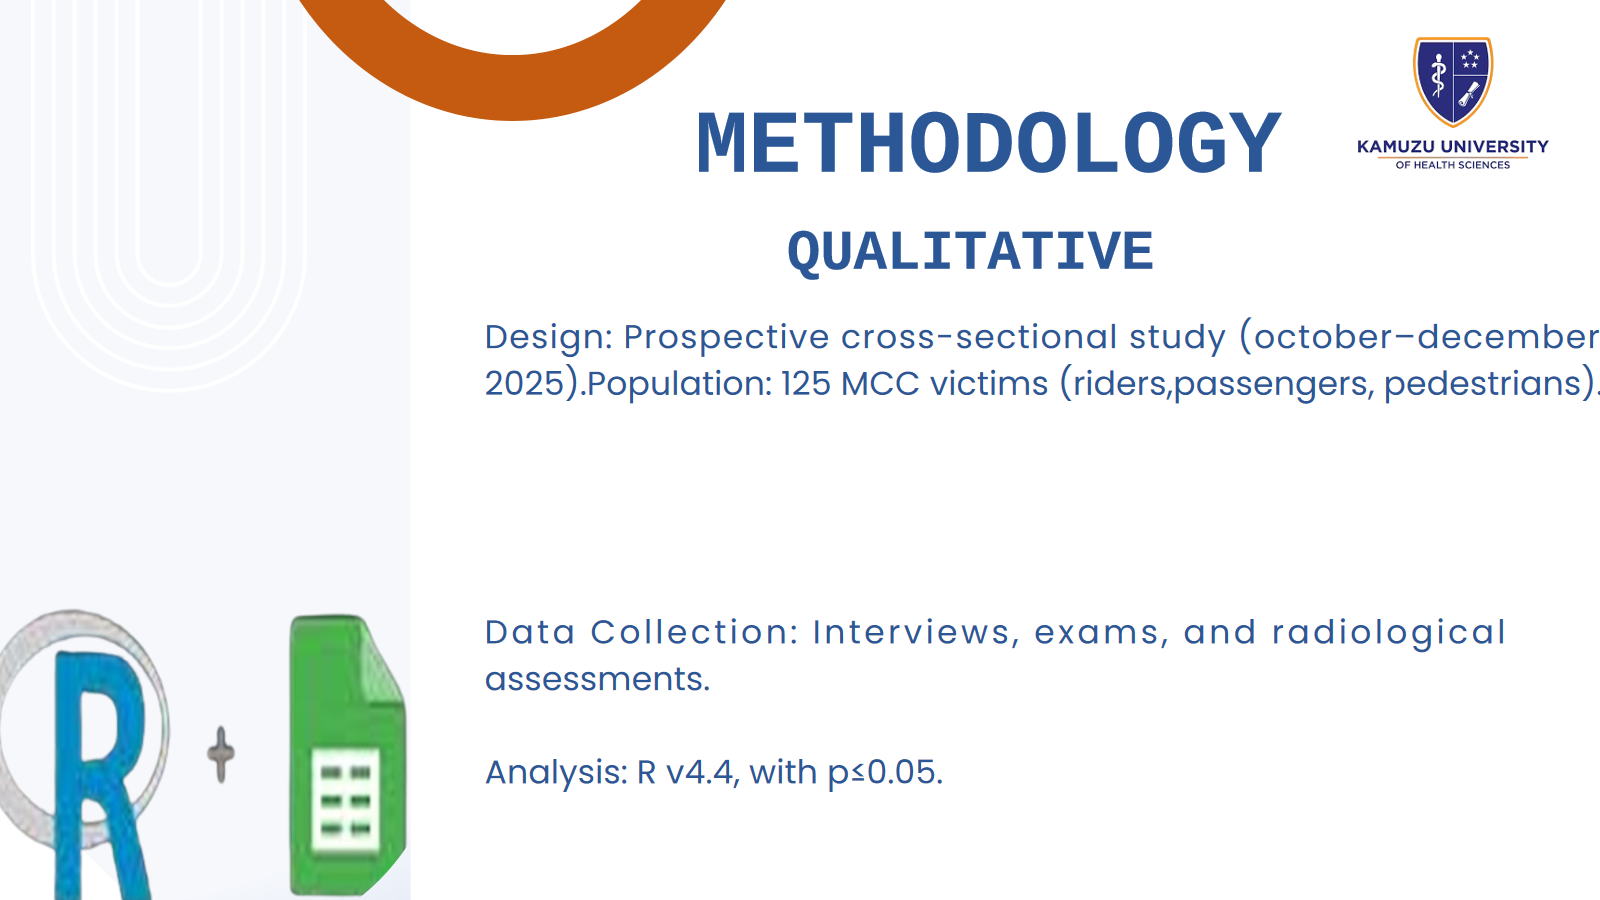 METHODOLOGY
KAMUZU UNIVERSITY
OF HEALTH SCIENCES
QUALITATIVE
Design: Prospective cross-sectional study (october–december
2025).Population: 125 MCC victims (riders,passengers, pedestrians).
Data Collection: Interviews, exams, and radiological
assessments.
Analysis: R v4.4, with p≤0.05.
R
+